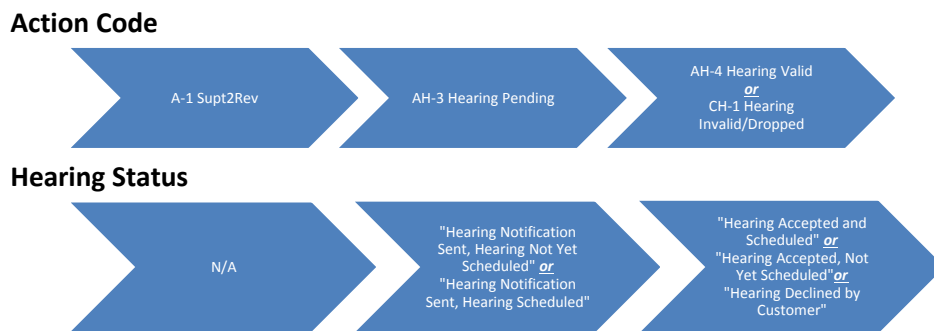 Action Code
A-1 Supt2Rev
AH-3 Hearing Pending
AH-4 Hearing Valid
or
CH-1 Hearing
Invalid/Dropped
Hearing Status
N/A
"Hearing Notification
Sent, Hearing Not Yet
Scheduled" or
"Hearing Notification
Sent, Hearing Scheduled"
"Hearing Accepted and
Scheduled" or
"Hearing Accepted, Not
Yet Scheduled"or
"Hearing Declined by
Customer"